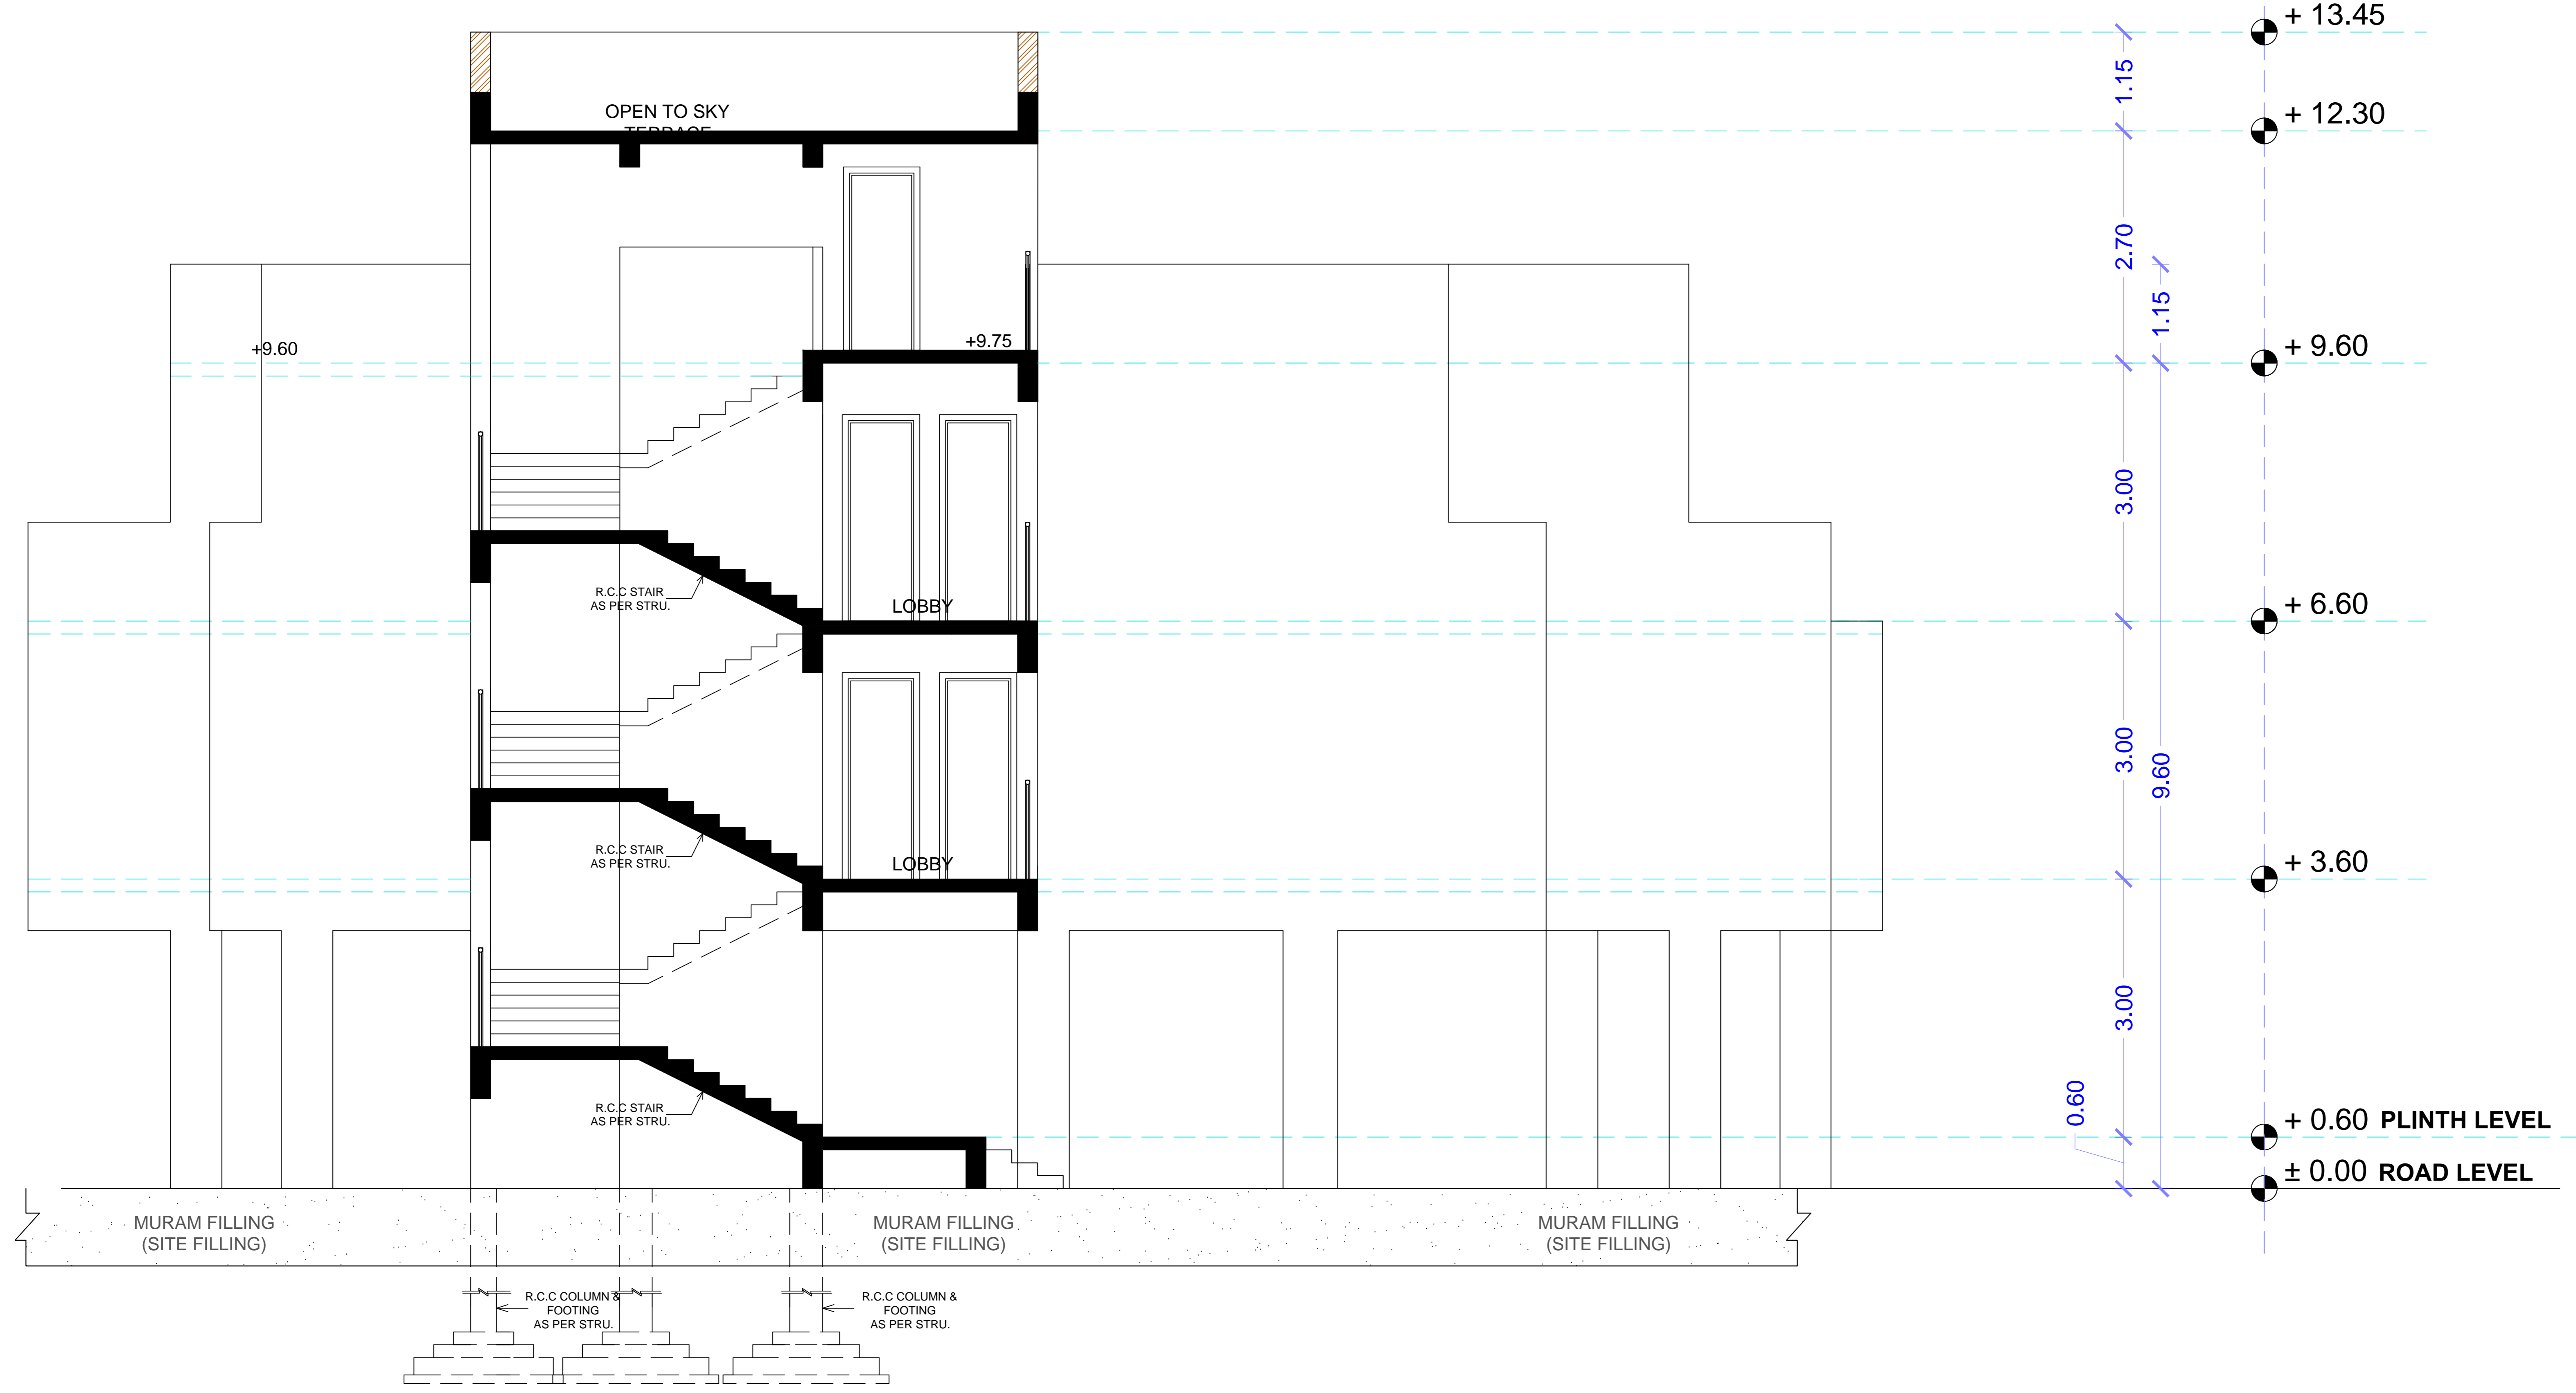 + 13.45
1.15
OPEN TO SKY
TERRACE
+ 12.30
2.70
1.15
+9.60
+9.75
+ 9.60
3.00
R.C.C STAIR
AS PER STRU.
LOBBY
+ 6.60
3.00
9.60
R.C.C STAIR
AS PER STRU.
LOBBY
+ 3.60
3.00
R.C.C STAIR
AS PER STRU.
0.60
+ 0.60 PLINTH LEVEL
± 0.00 ROAD LEVEL
MURAM FILLING
(SITE FILLING)
MURAM FILLING
(SITE FILLING)
MURAM FILLING
(SITE FILLING)
R.C.C COLUMN &
FOOTING
AS PER STRU.
R.C.C COLUMN &
FOOTING
AS PER STRU.